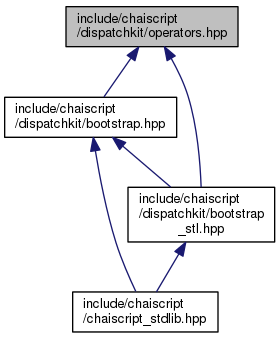 include/chaiscript
/dispatchkit/operators.hpp
include/chaiscript
/dispatchkit/bootstrap.hpp
include/chaiscript
/dispatchkit/bootstrap
_stl.hpp
include/chaiscript
/chaiscript_stdlib.hpp